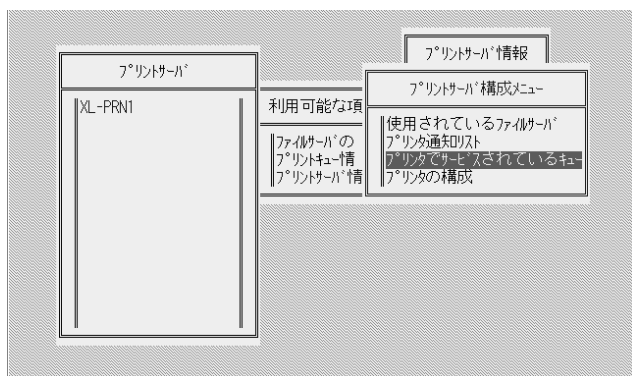 プリントサーバ
XL-PRN1
利用可能な項
ファイルサーバの
プリントキュー情
プリントサーバ情
プリントサーバ情報
プリントサーバ構成メニュー
使用されているファイルサーバ
プリンタ通知リスト
プリンタでサービスされているキュー
プリンタの構成